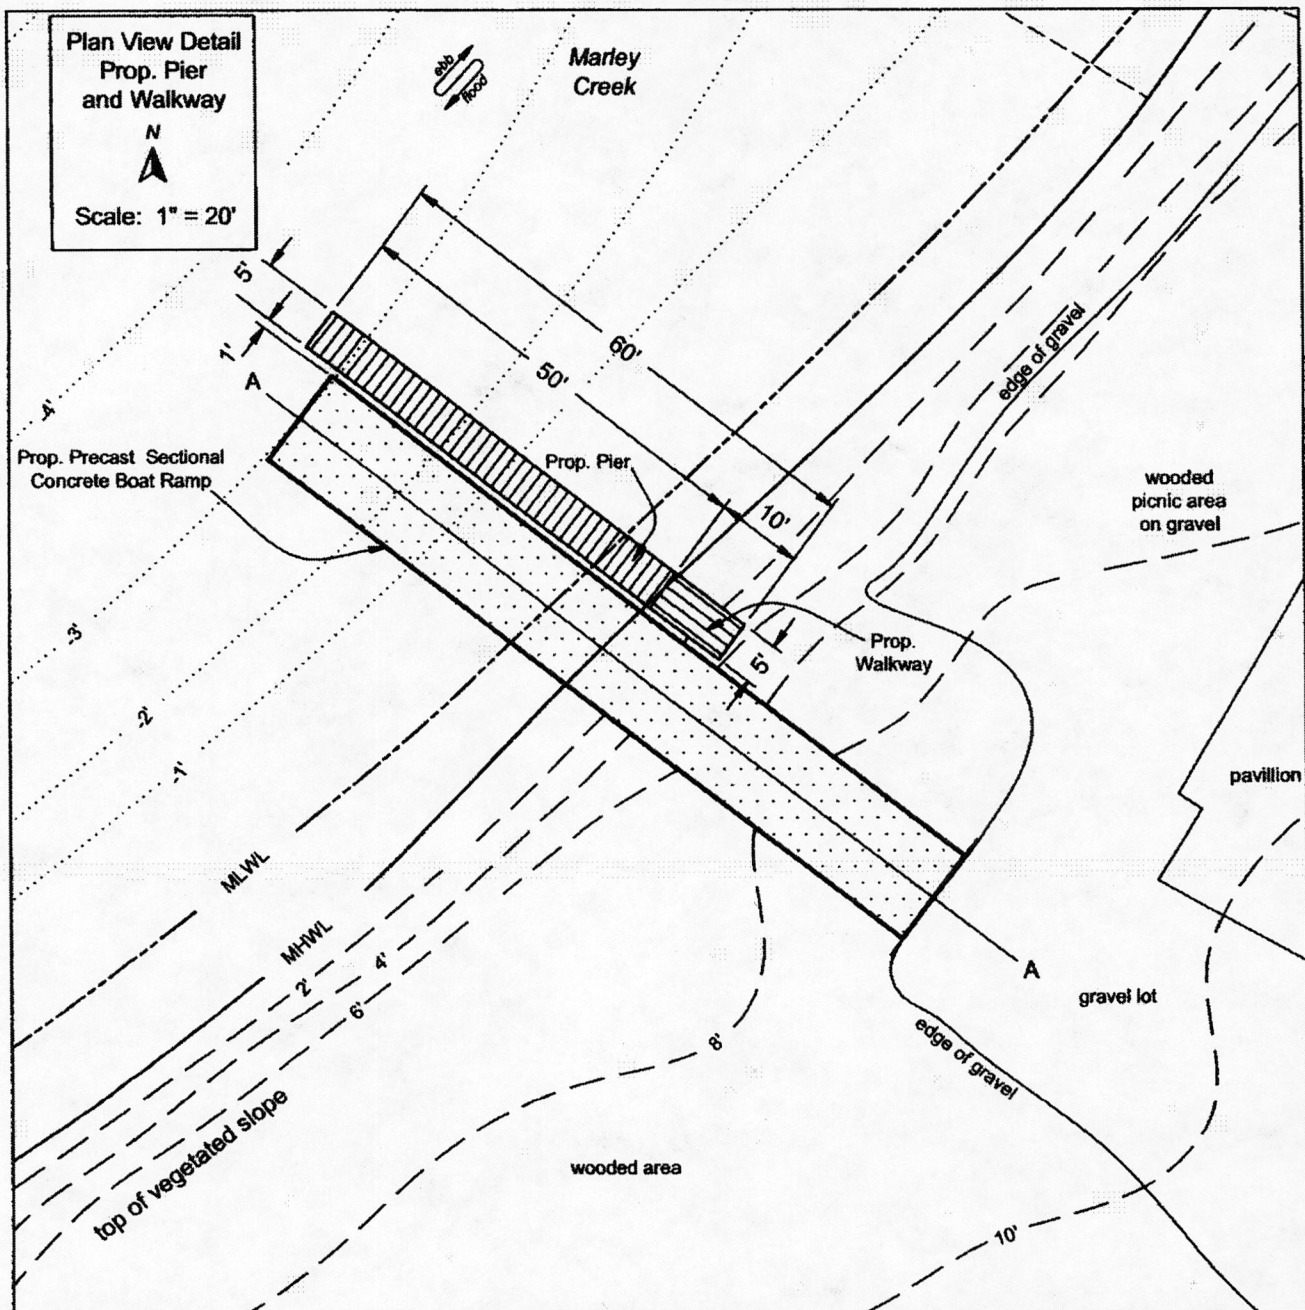 Plan View Detail
Prop. Pier
and Walkway
N
Scale: 1" = 20'
ebb
flood
Marley
Creek
5'
1'
A
60'
50'
10'
edge of gravel
-4'
Prop. Precast Sectional
Concrete Boat Ramp
Prop. Pier
wooded
picnic area
on gravel
Prop.
Walkway
5'
-3'
-2'
-1'
pavillion
MLWL
MHWL
2'
4'
6'
A
gravel lot
8'
edge of gravel
top of vegetated slope
wooded area
10'